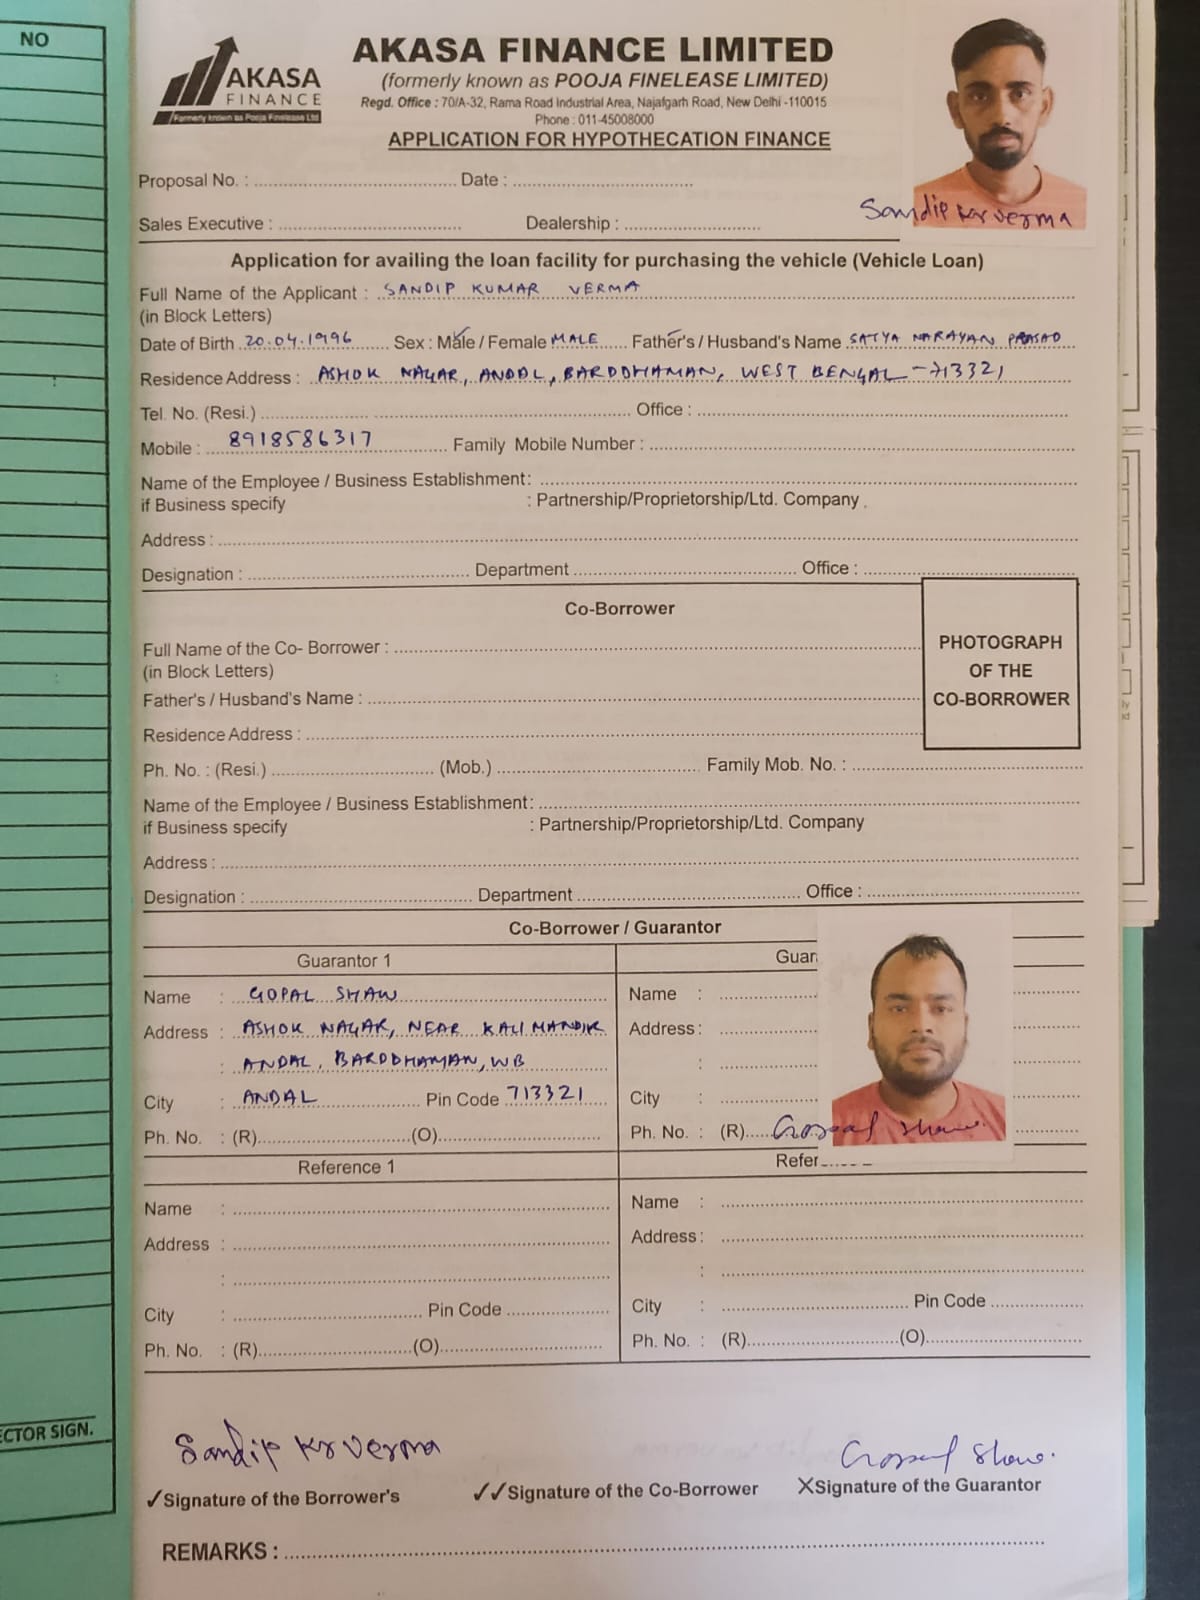 NO
AKASA
FINANCE
Formerly known as Pooja Finelease Ltd
AKASA FINANCE LIMITED
(formerly known as POOJA FINELEASE LIMITED)
Regd. Office : 70/A-32, Rama Road Industrial Area, Najafgarh Road, New Delhi -110015
Phone : 011-45008000
APPLICATION FOR HYPOTHECATION FINANCE
Proposal No. : Date :
Sandip Kr verma
Sales Executive : Dealership :
Application for availing the loan facility for purchasing the vehicle (Vehicle Loan)
Full Name of the Applicant : SANDIP KUMAR VERMA
(in Block Letters)
Date of Birth 20.04.1996 Sex : Male / Female MALE Father's / Husband's Name SATYA NARAYAN PRASAD
Residence Address : ASHOK NAGAR, ANDAL, BARDDHAMAN, WEST BENGAL - 713321
Tel. No. (Resi.) Office :
Mobile : 8918586317 Family Mobile Number :
Name of the Employee / Business Establishment:
if Business specify : Partnership/Proprietorship/Ltd. Company
Address :
Designation : Department Office :
Co-Borrower
PHOTOGRAPH
OF THE
CO-BORROWER
Full Name of the Co- Borrower :
(in Block Letters)
Father's / Husband's Name :
Residence Address :
Ph. No. : (Resi.) (Mob.) Family Mob. No. :
Name of the Employee / Business Establishment:
if Business specify : Partnership/Proprietorship/Ltd. Company
Address :
Designation : Department Office :
Co-Borrower / Guarantor
Guarantor 1
Name : GOPAL SHAW
Address : ASHOK NAGAR, NEAR KALI MANDIR
: ANDAL, BARDDHAMAN, WB
City : ANDAL Pin Code 713321
Ph. No. : (R) (O)
Guar
Name :
Address :
:
City :
Ph. No. : (R) Gopal Shaw.
Reference 1
Name :
Address :
:
City : Pin Code
Ph. No. : (R) (O)
Refer
Name :
Address :
:
City : Pin Code
Ph. No. : (R) (O)
ECTOR SIGN.
Sandip Kr verma Gopal Shaw.
✓Signature of the Borrower's ✓✓Signature of the Co-Borrower XSignature of the Guarantor
REMARKS :